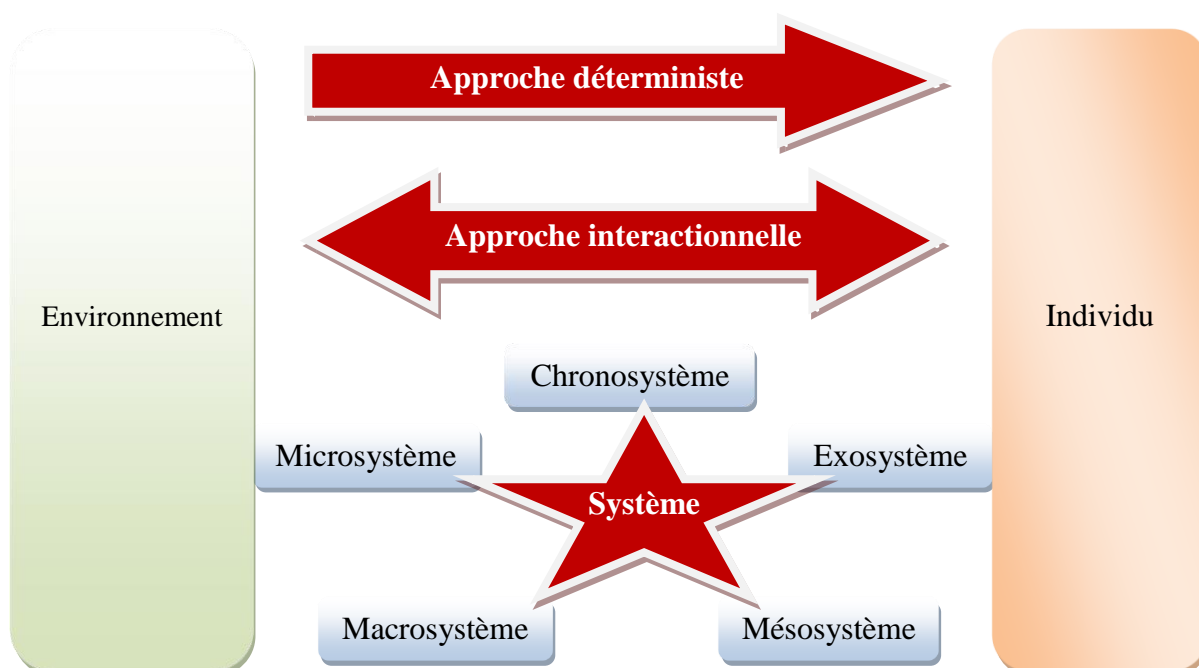 Approche déterministe
Approche interactionnelle
Environnement
Individu
Chronosystème
Microsystème
Exosystème
Système
Macrosystème
Mésosystème